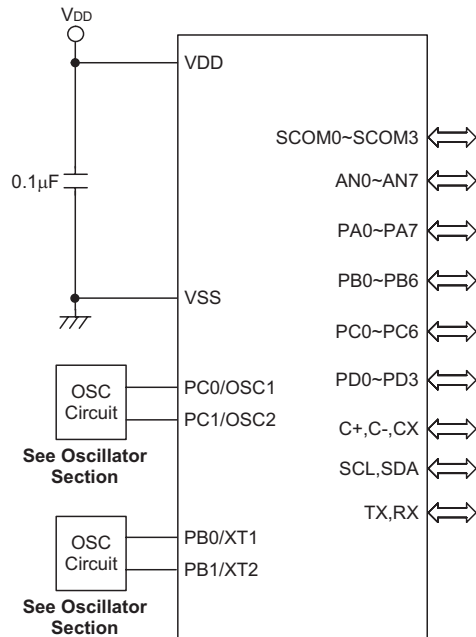 VDD
VDD
SCOM0~SCOM3
AN0~AN7
0.1μF
PA0~PA7
PB0~PB6
VSS
PC0~PC6
OSC
Circuit
PC0/OSC1
PC1/OSC2
PD0~PD3
See Oscillator
Section
C+,C-,CX
SCL,SDA
TX,RX
OSC
Circuit
PB0/XT1
PB1/XT2
See Oscillator
Section